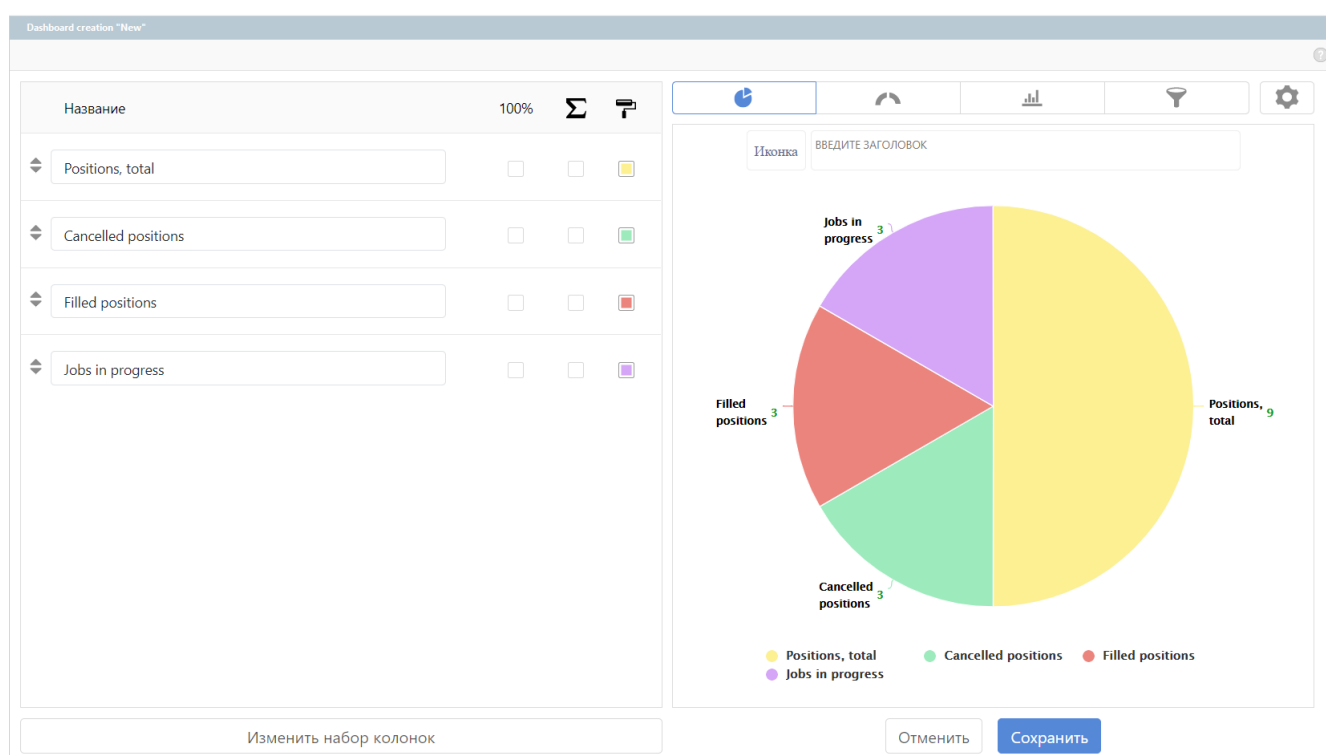 Dashboard creation "New"
?
Название 100% Σ
Positions, total
Cancelled positions
Filled positions
Jobs in progress
Изменить набор колонок
Иконка ВВЕДИТЕ ЗАГОЛОВОК
Jobs in
progress 3
Filled
positions 3
Positions,
total 9
Cancelled
positions 3
Positions, total Cancelled positions Filled positions
Jobs in progress
Отменить Сохранить